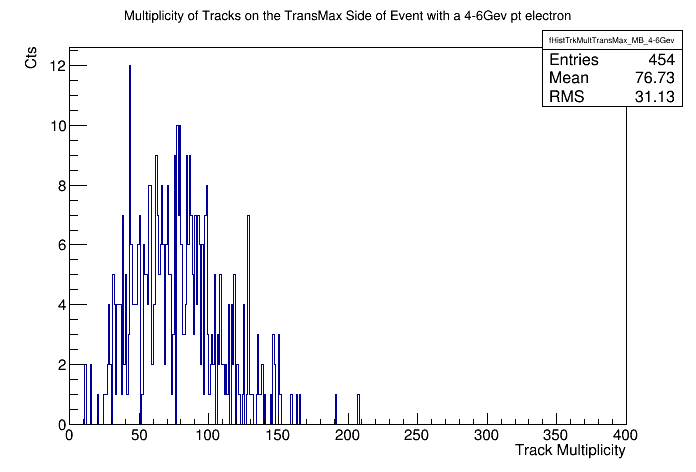 Multiplicity of Tracks on the TransMax Side of Event with a 4-6Gev pt electron
fHistTrkMultTransMax_MB_4-6Gev
Entries 454
Mean 76.73
RMS 31.13
Cts
12
10
8
6
4
2
0
0 50 100 150 200 250 300 350 400
Track Multiplicity